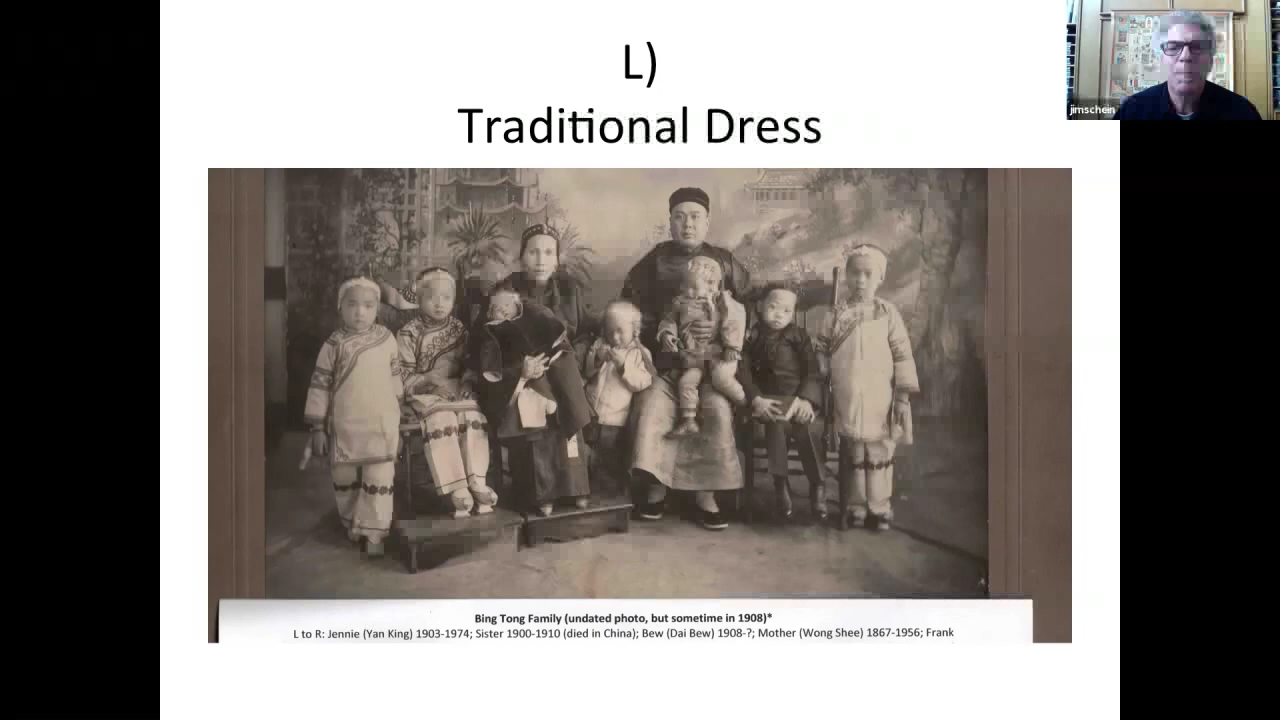 L)
Traditional Dress
jimschein
Bing Tong Family (undated photo, but sometime in 1908)*
L to R: Jennie (Yan King) 1903-1974; Sister 1900-1910 (died in China); Bew (Dai Bew) 1908-?; Mother (Wong Shee) 1867-1956; Frank